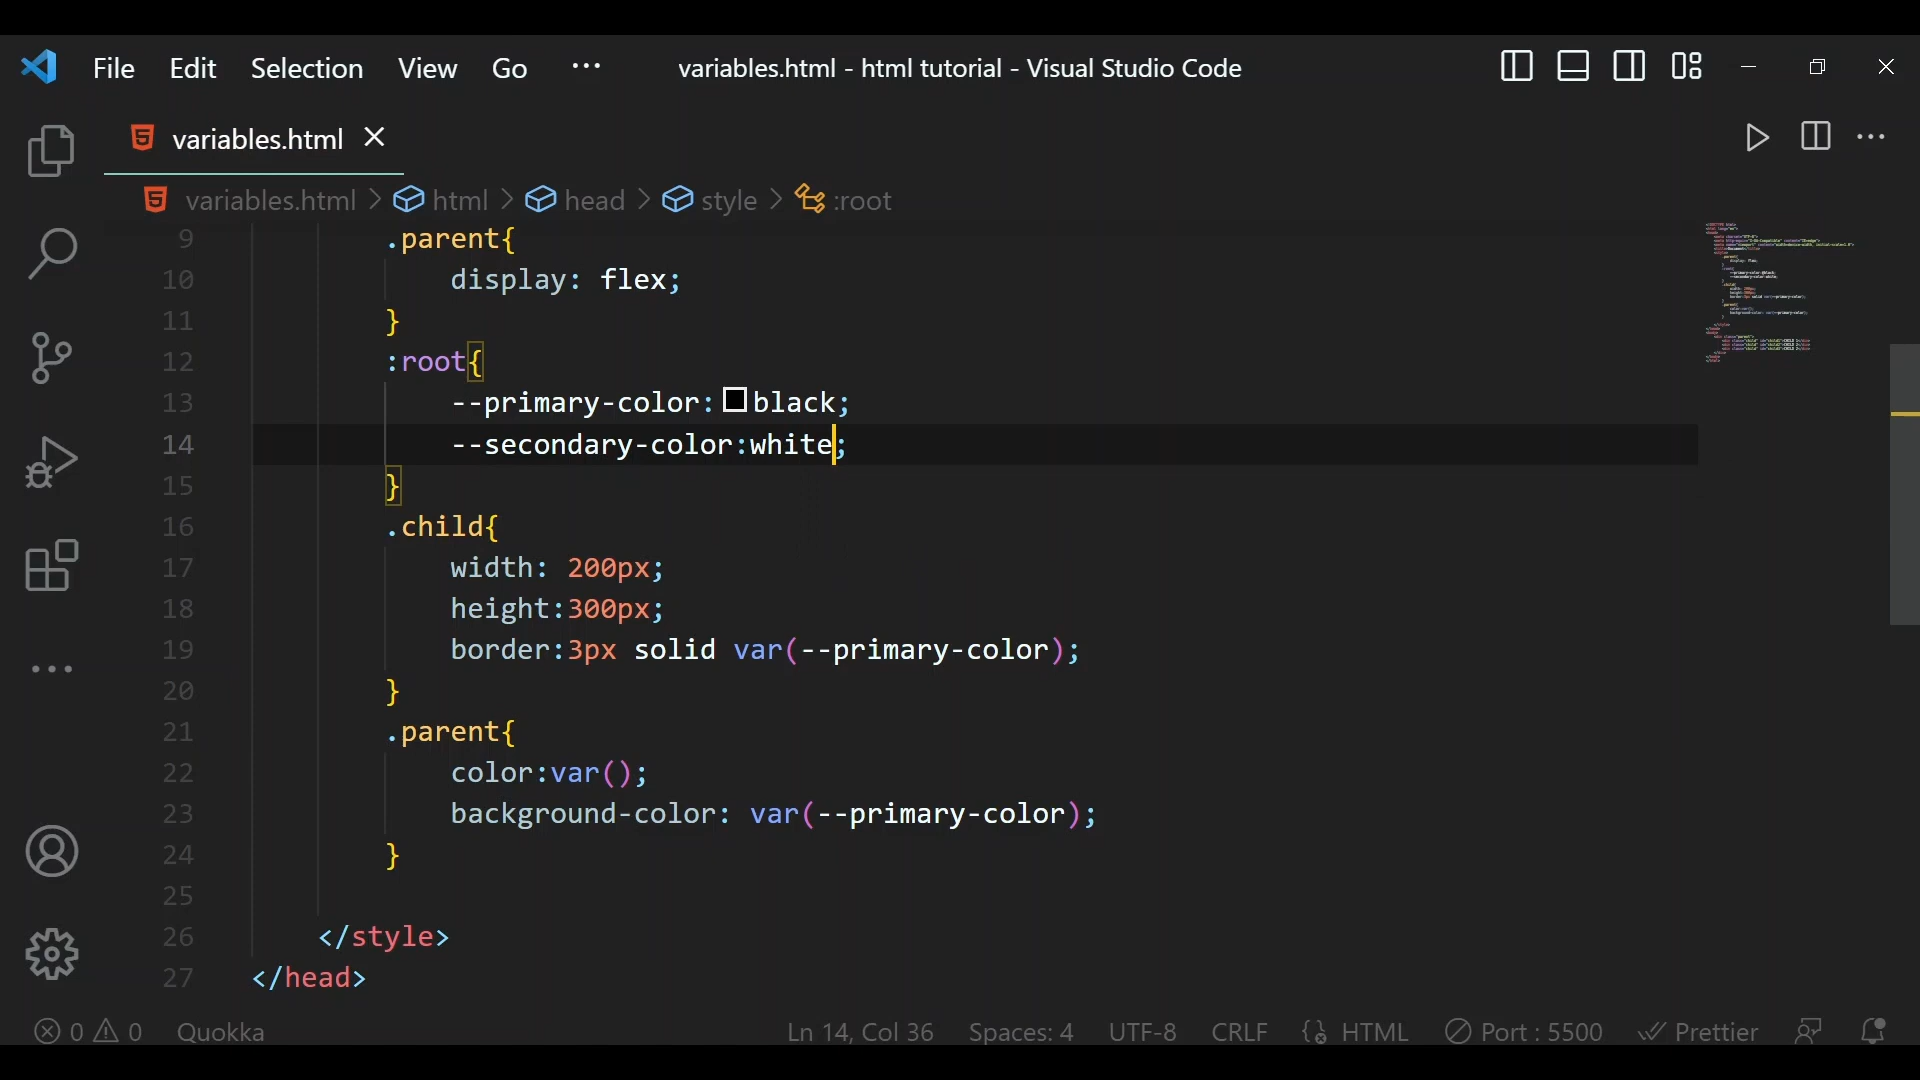 File Edit Selection View Go ··· variables.html - html tutorial - Visual Studio Code
variables.html
variables.html > html > head > style > :root
9 .parent{
10 display: flex;
11 }
12 :root{
13 --primary-color: black;
14 --secondary-color:white;
15 }
16 .child{
17 width: 200px;
18 height:300px;
19 border:3px solid var(--primary-color);
20 }
21 .parent{
22 color:var();
23 background-color: var(--primary-color);
24 }
25
26 </style>
27 </head>
0 0 Quokka Ln 14, Col 36 Spaces: 4 UTF-8 CRLF HTML Port : 5500 Prettier